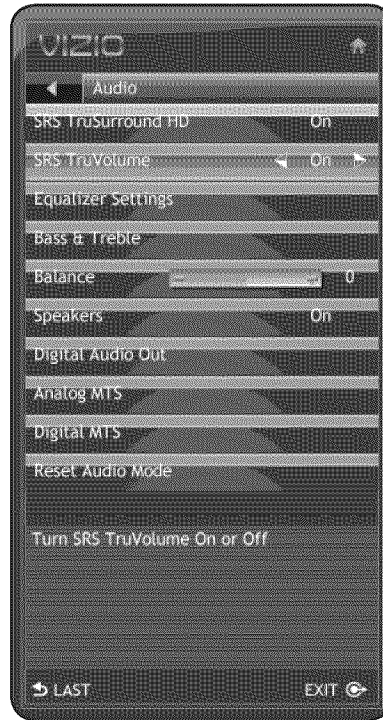 VIZIO
Audio
SRS TruSurround HD On
SRS TruVolume On
Equalizer Settings
Bass & Treble
Balance 0
Speakers On
Digital Audio Out
Analog MTS
Digital MTS
Reset Audio Mode
Turn SRS TruVolume On or Off
LAST EXIT